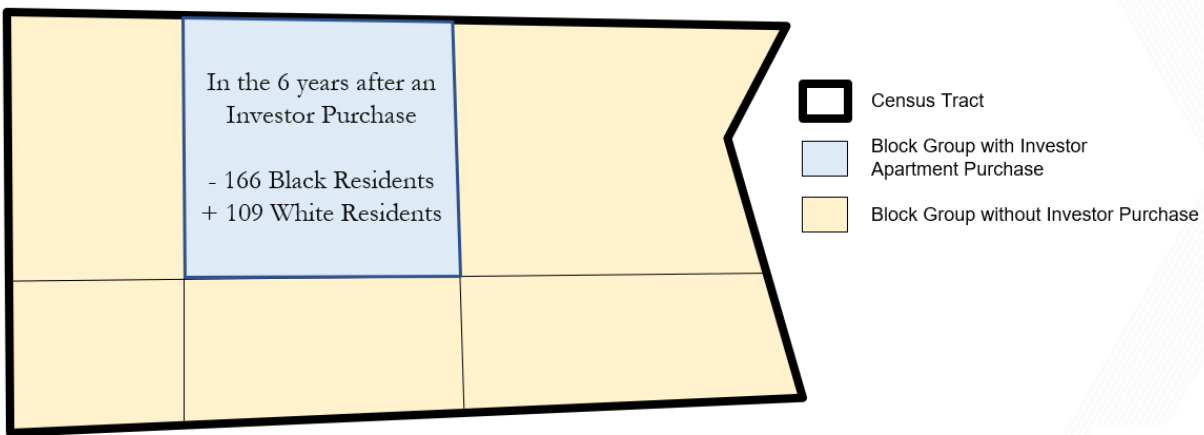 In the 6 years after an
Investor Purchase
- 166 Black Residents
+ 109 White Residents
Census Tract
Block Group with Investor
Apartment Purchase
Block Group without Investor Purchase